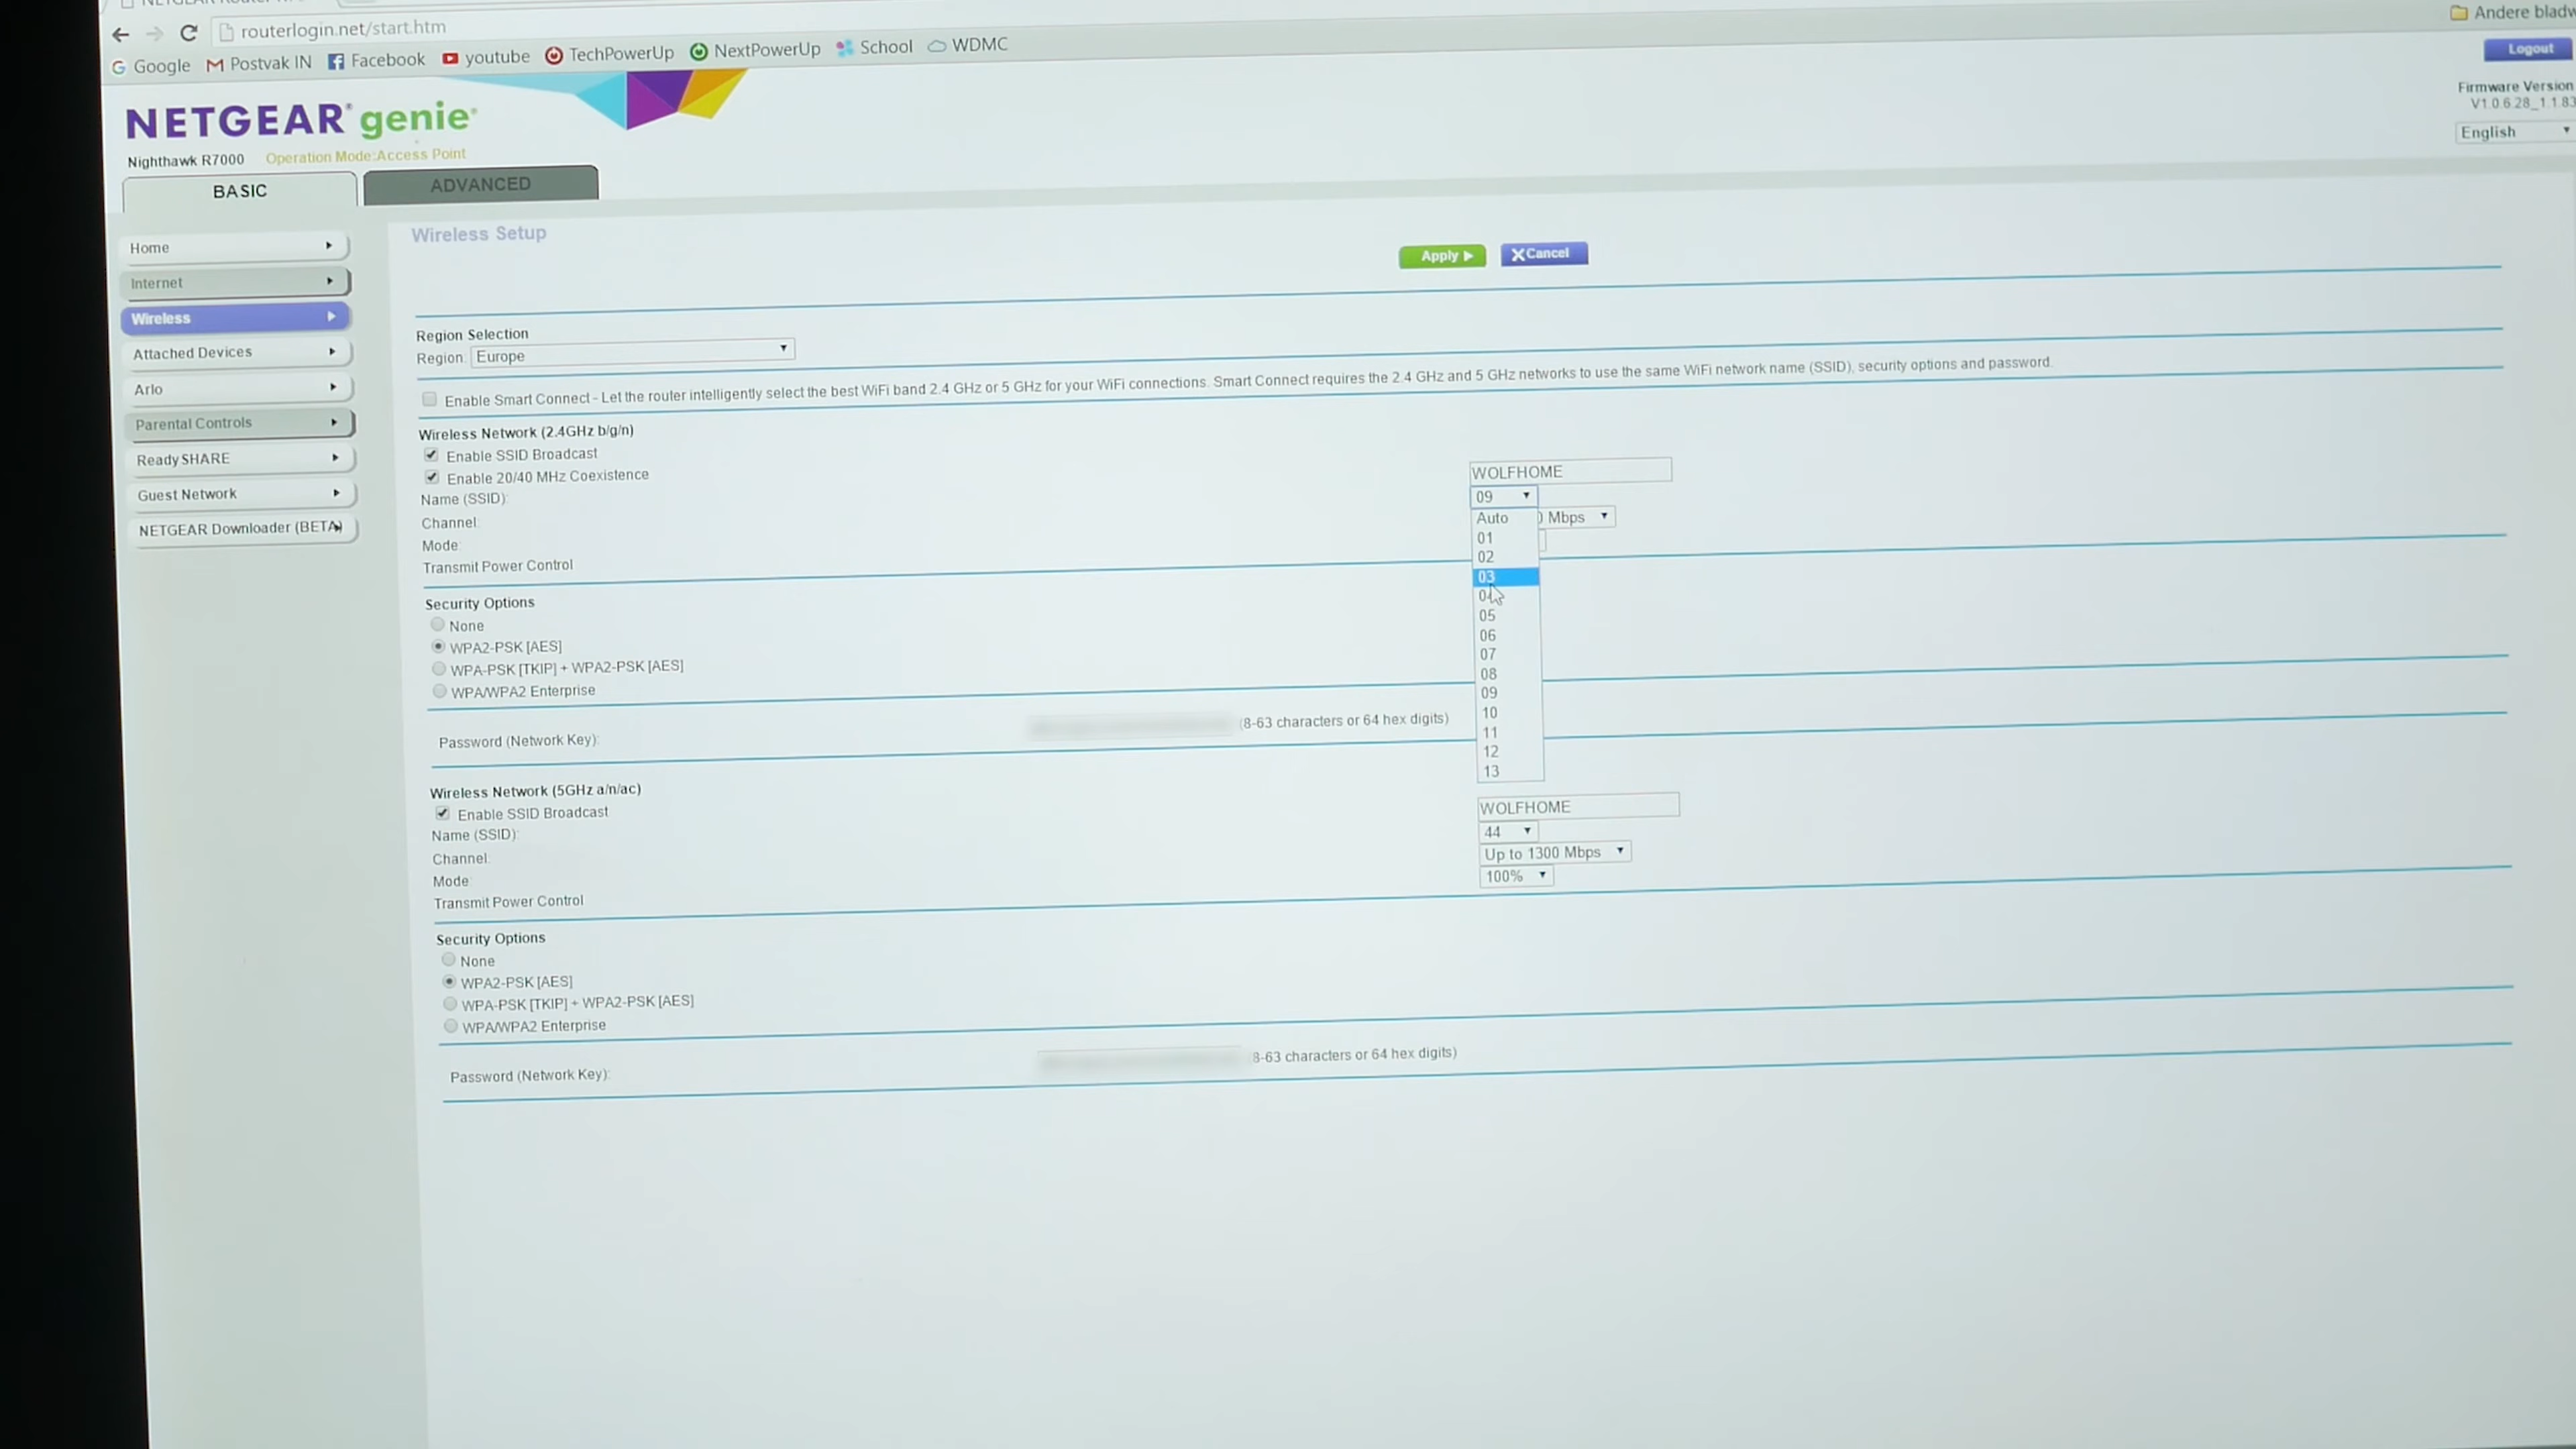 routerlogin.net/start.htm
Andere bladw
Google Postvak IN Facebook youtube TechPowerUp NextPowerUp School WDMC
Logout
NETGEAR® genie®
Firmware Version
V1.0.6.28_1.1.83
Nighthawk R7000 Operation Mode:Access Point
English
BASIC ADVANCED
Home
Internet
Wireless
Attached Devices
Arlo
Parental Controls
ReadySHARE
Guest Network
NETGEAR Downloader (BETA)
Wireless Setup
Apply Cancel
Region Selection
Region: Europe
Enable Smart Connect - Let the router intelligently select the best WiFi band 2.4 GHz or 5 GHz for your WiFi connections. Smart Connect requires the 2.4 GHz and 5 GHz networks to use the same WiFi network name (SSID), security options and password.
Wireless Network (2.4GHz b/g/n)
Enable SSID Broadcast
Enable 20/40 MHz Coexistence
Name (SSID): WOLFHOME
Channel: 09
Mode: Mbps
Transmit Power Control
Auto
01
02
03
04
05
06
07
08
09
10
11
12
13
Security Options
None
WPA2-PSK [AES]
WPA-PSK [TKIP] + WPA2-PSK [AES]
WPA/WPA2 Enterprise
Password (Network Key): (8-63 characters or 64 hex digits)
Wireless Network (5GHz a/n/ac)
Enable SSID Broadcast
Name (SSID): WOLFHOME
Channel: 44
Mode: Up to 1300 Mbps
Transmit Power Control 100%
Security Options
None
WPA2-PSK [AES]
WPA-PSK [TKIP] + WPA2-PSK [AES]
WPA/WPA2 Enterprise
Password (Network Key): 8-63 characters or 64 hex digits)